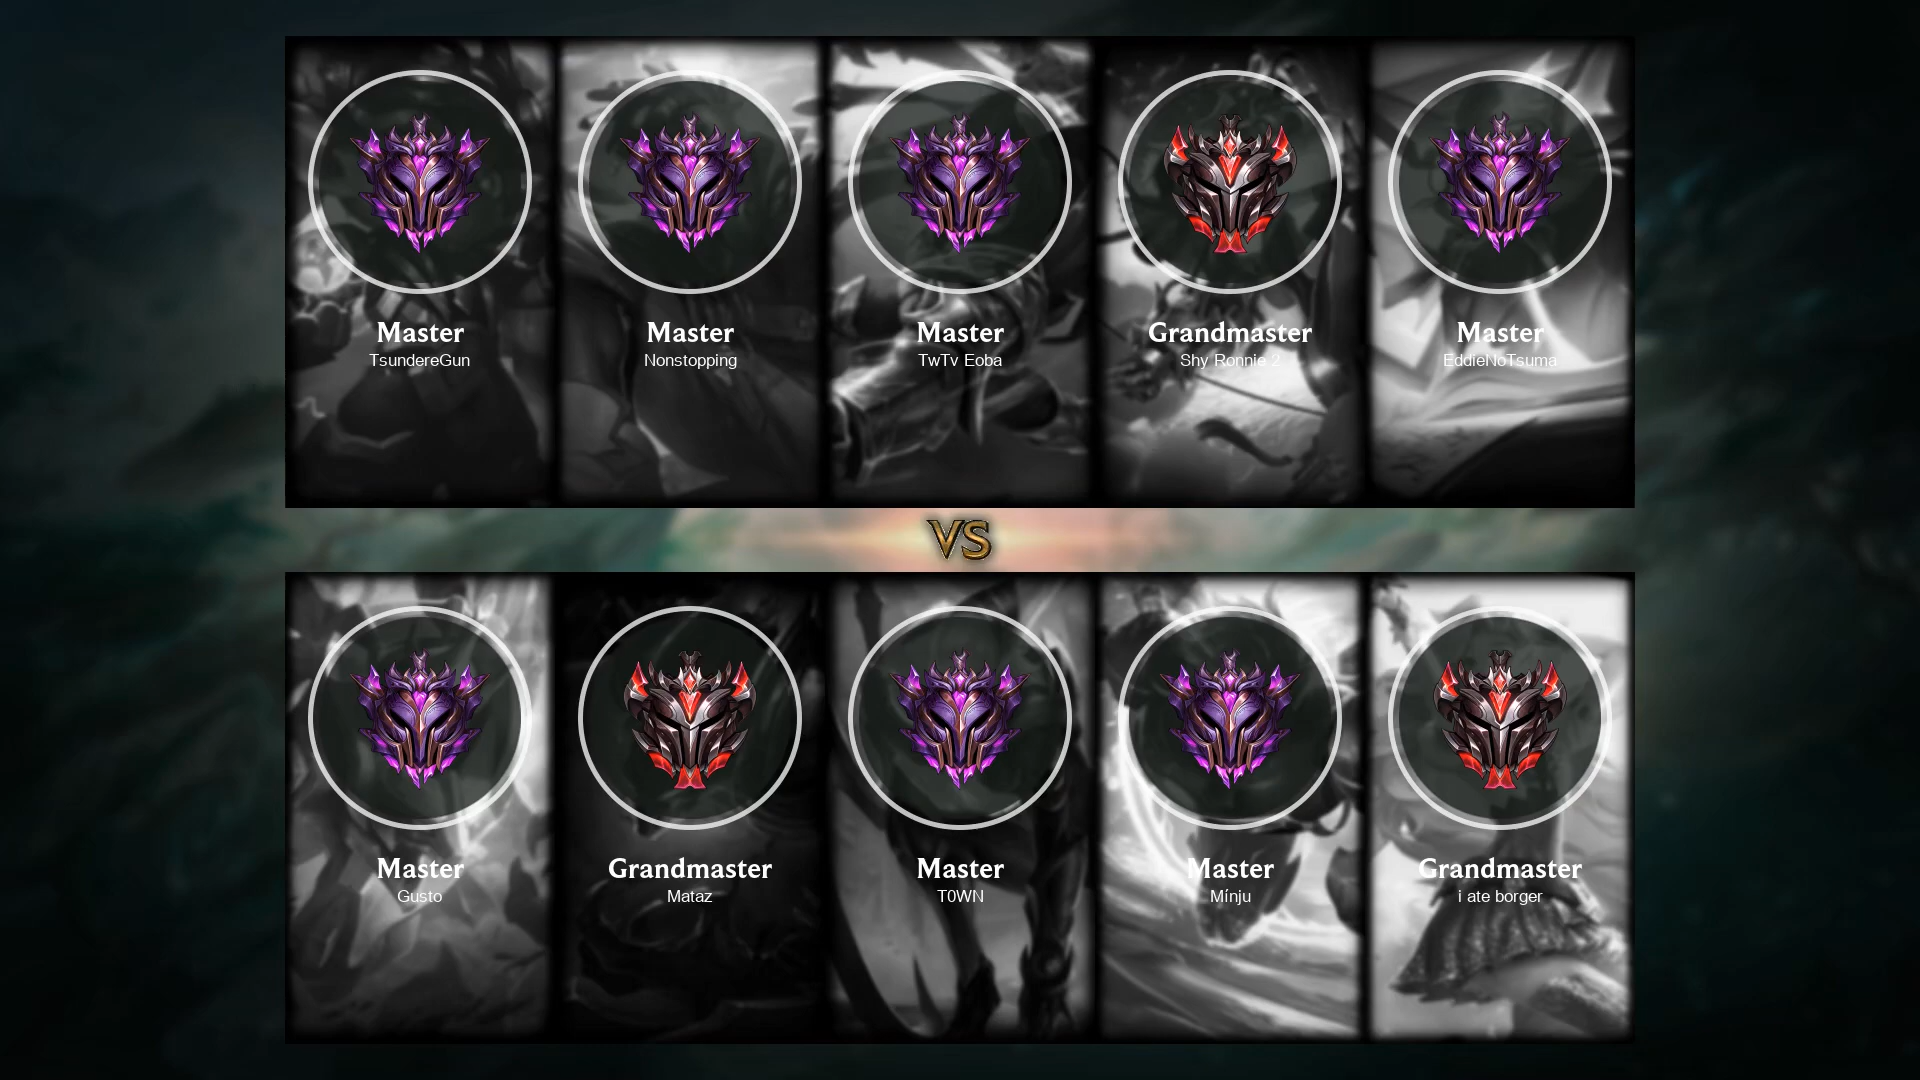 Master
TsundereGun
Master
Nonstopping
Master
TwTv Eoba
Grandmaster
Shy Ronnie 2
Master
EddieNoTsuma
VS
Master
Gusto
Grandmaster
Mataz
Master
T0WN
Master
Mínju
Grandmaster
i ate borger